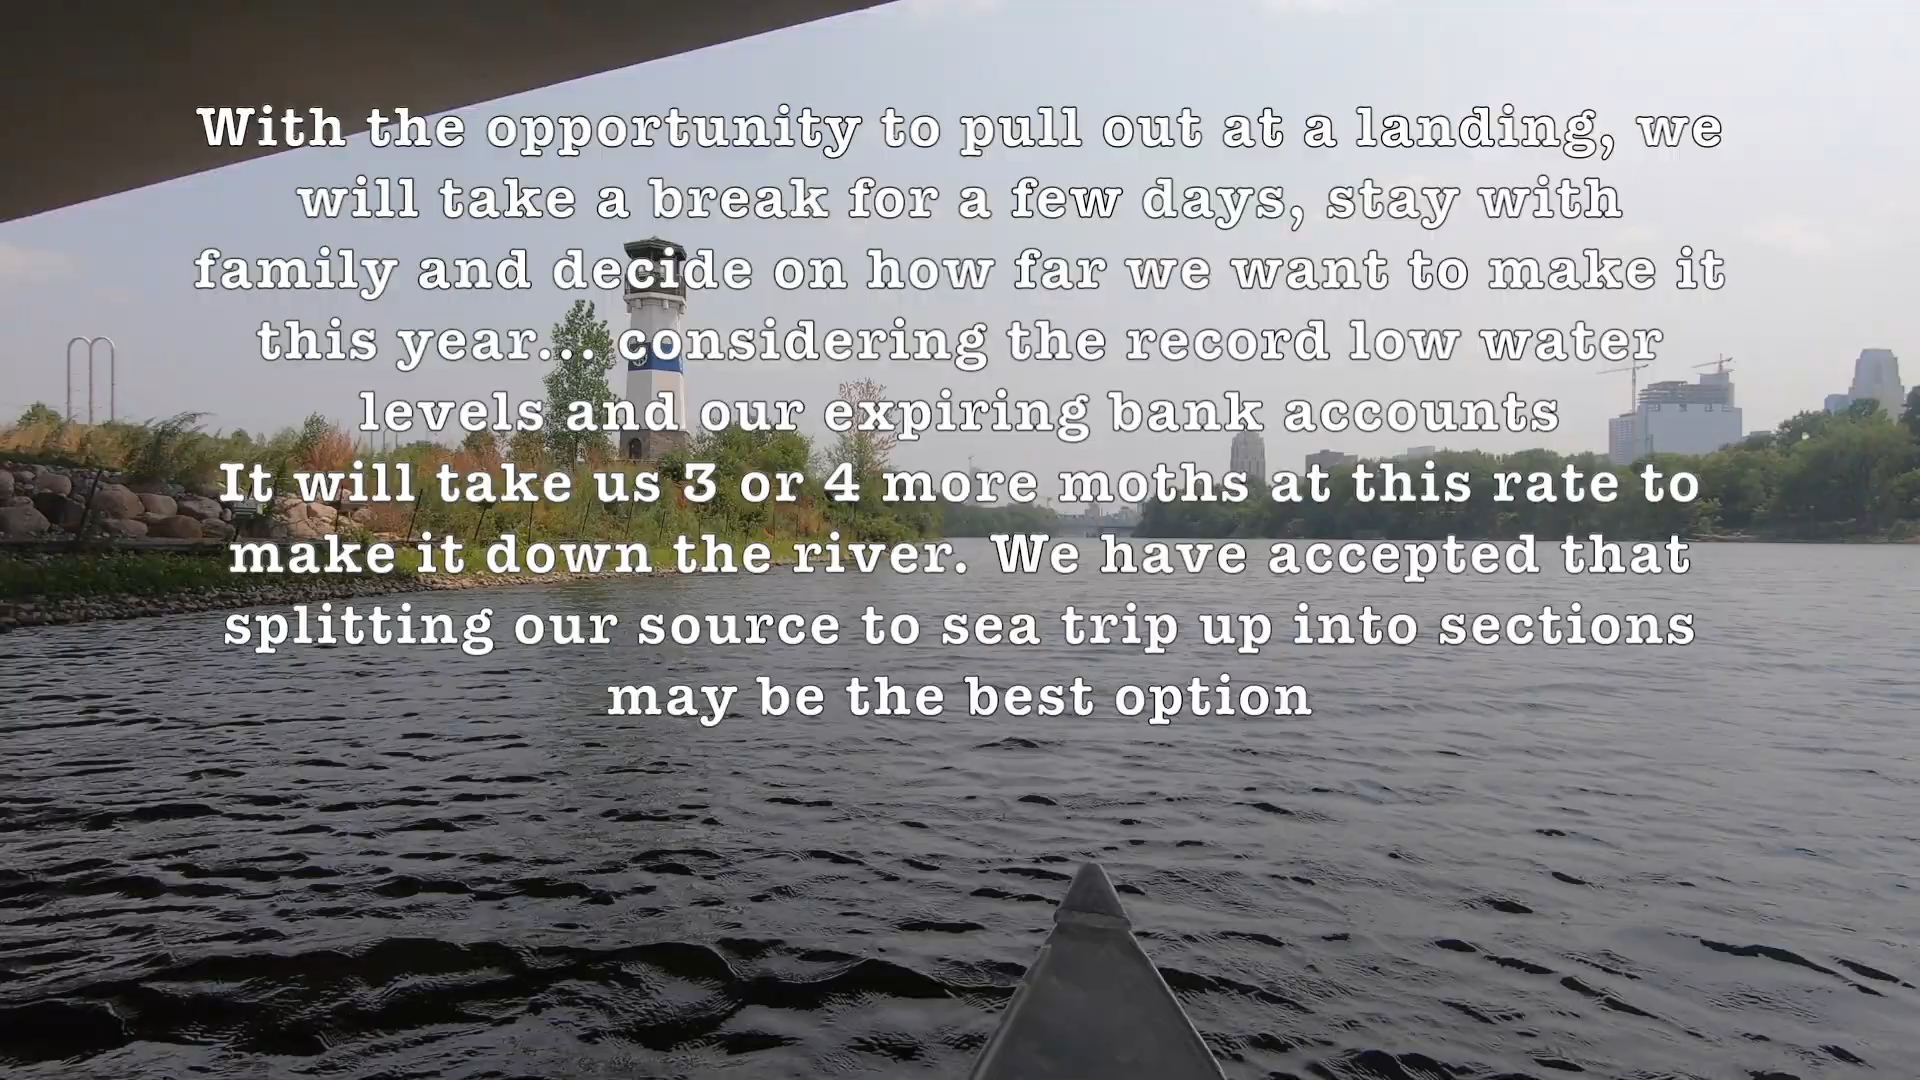 With the opportunity to pull out at a landing, we
will take a break for a few days, stay with
family and decide on how far we want to make it
this year... considering the record low water
levels and our expiring bank accounts
It will take us 3 or 4 more moths at this rate to
make it down the river. We have accepted that
splitting our source to sea trip up into sections
may be the best option